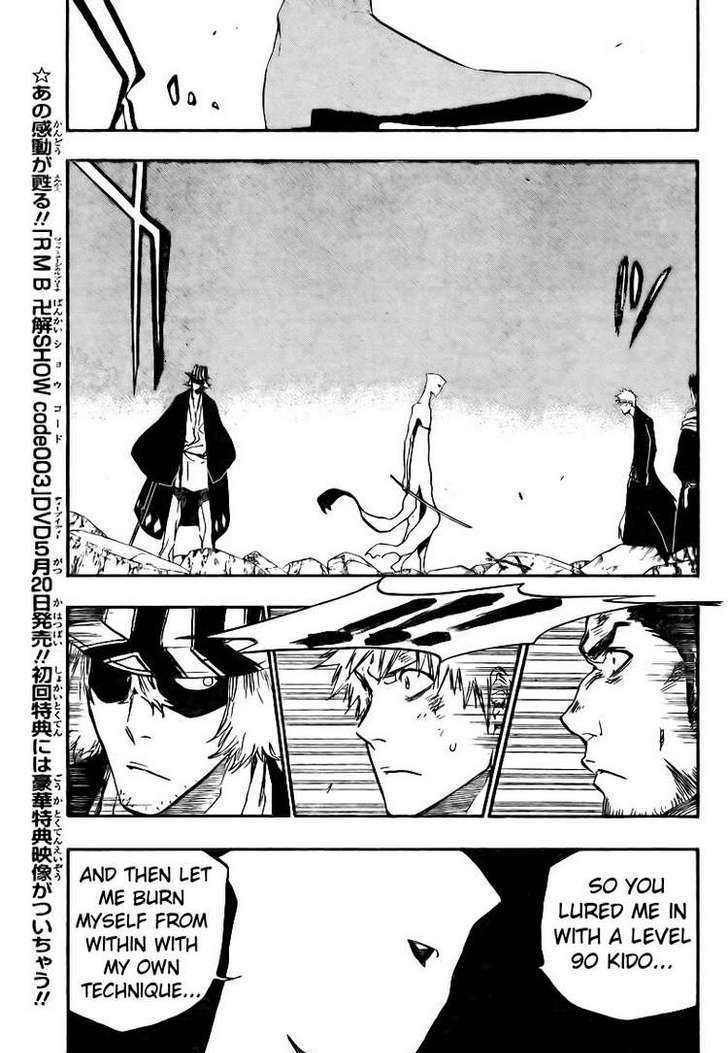 SO YOU
LURED ME IN
WITH A LEVEL
90 KIDO...
AND THEN LET
ME BURN
MYSELF FROM
WITHIN WITH
MY OWN
TECHNIQUE...
☆あの感動が甦る!!「RMB 卍解SHOW code003」DVD5月20日発売!!初回特典には豪華特典映像がついちゃう!!